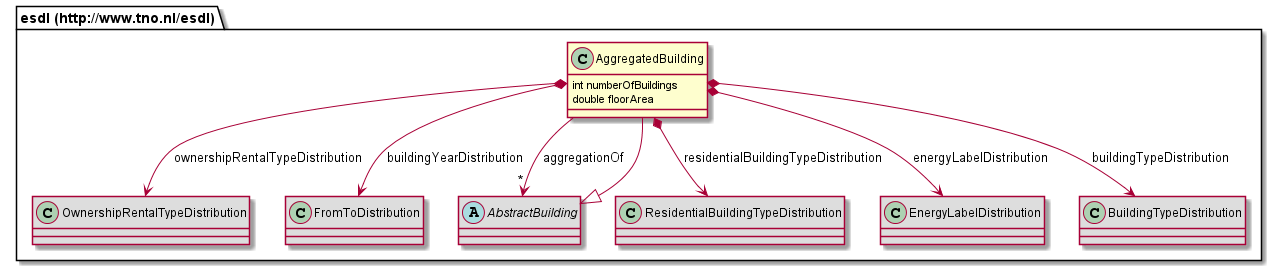 esdl (http://www.tno.nl/esdl)
C AggregatedBuilding
int numberOfBuildings
double floorArea
ownershipRentalTypeDistribution
buildingYearDistribution
aggregationOf
residentialBuildingTypeDistribution
energyLabelDistribution
buildingTypeDistribution
*
C OwnershipRentalTypeDistribution
C FromToDistribution
A AbstractBuilding
C ResidentialBuildingTypeDistribution
C EnergyLabelDistribution
C BuildingTypeDistribution